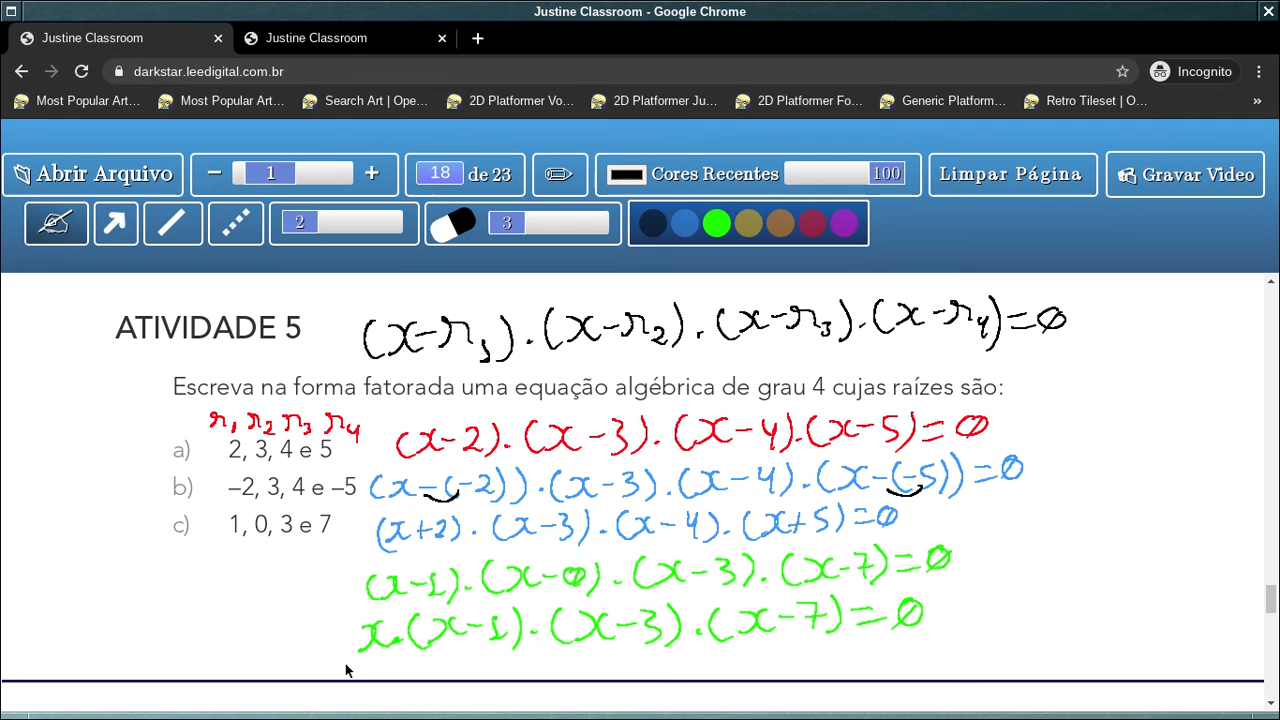 Justine Classroom - Google Chrome
Justine Classroom
Justine Classroom
darkstar.leedigital.com.br
Incognito
Most Popular Art...
Most Popular Art...
Search Art | Ope...
2D Platformer Vo...
2D Platformer Ju...
2D Platformer Fo...
Generic Platform...
Retro Tileset | O...
»
Abrir Arquivo
− 1 +
18 de 23
Cores Recentes
100
Limpar Página
Gravar Video
2
3
(x-r₁).(x-r₂).(x-r₃).(x-r₄)=0
ATIVIDADE 5
Escreva na forma fatorada uma equação algébrica de grau 4 cujas raízes são:
r₁ r₂ r₃ r₄
a) 2, 3, 4 e 5 (x-2).(x-3).(x-4).(x-5)=0
b) –2, 3, 4 e –5 (x-(-2)).(x-3).(x-4).(x-(-5))=0
c) 1, 0, 3 e 7 (x+2).(x-3).(x-4).(x+5)=0
(x-1).(x-0).(x-3).(x-7)=0
x.(x-1).(x-3).(x-7)=0